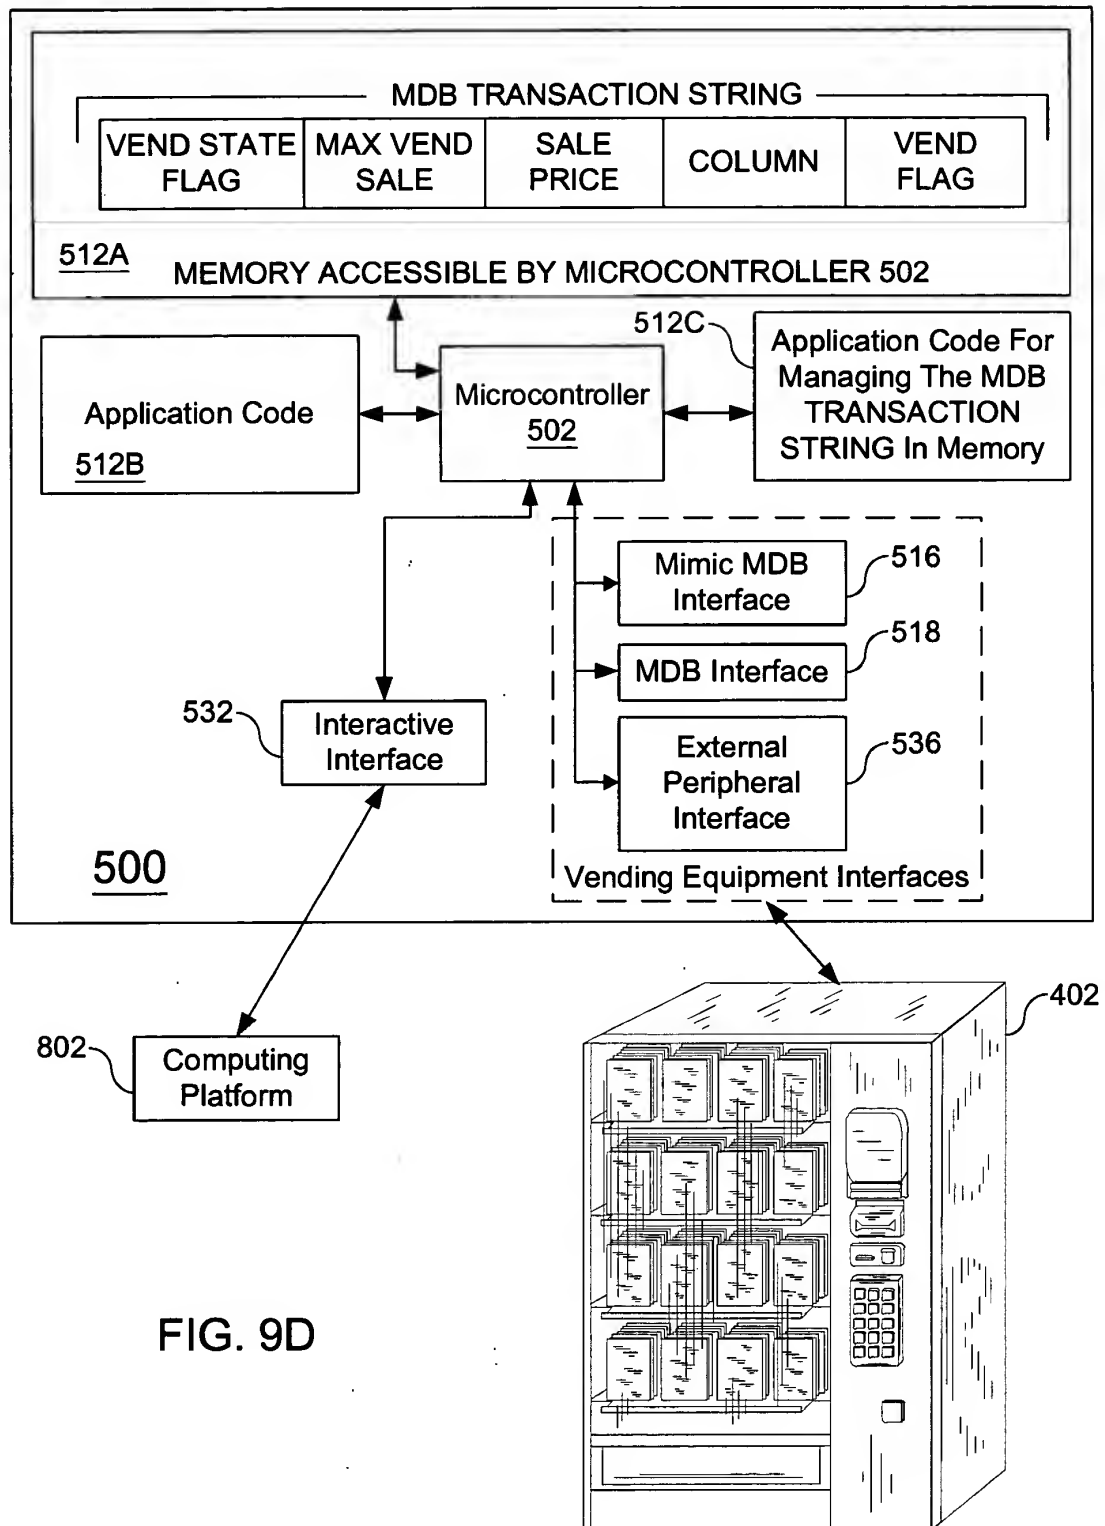 MDB TRANSACTION STRING
VEND STATE
FLAG
MAX VEND
SALE
SALE
PRICE
COLUMN
VEND
FLAG
512A
MEMORY ACCESSIBLE BY MICROCONTROLLER 502
Application Code
512B
Microcontroller
502
512C
Application Code For
Managing The MDB
TRANSACTION
STRING In Memory
Mimic MDB
Interface
516
MDB Interface
518
External
Peripheral
Interface
536
Vending Equipment Interfaces
532
Interactive
Interface
500
802
Computing
Platform
402
FIG. 9D